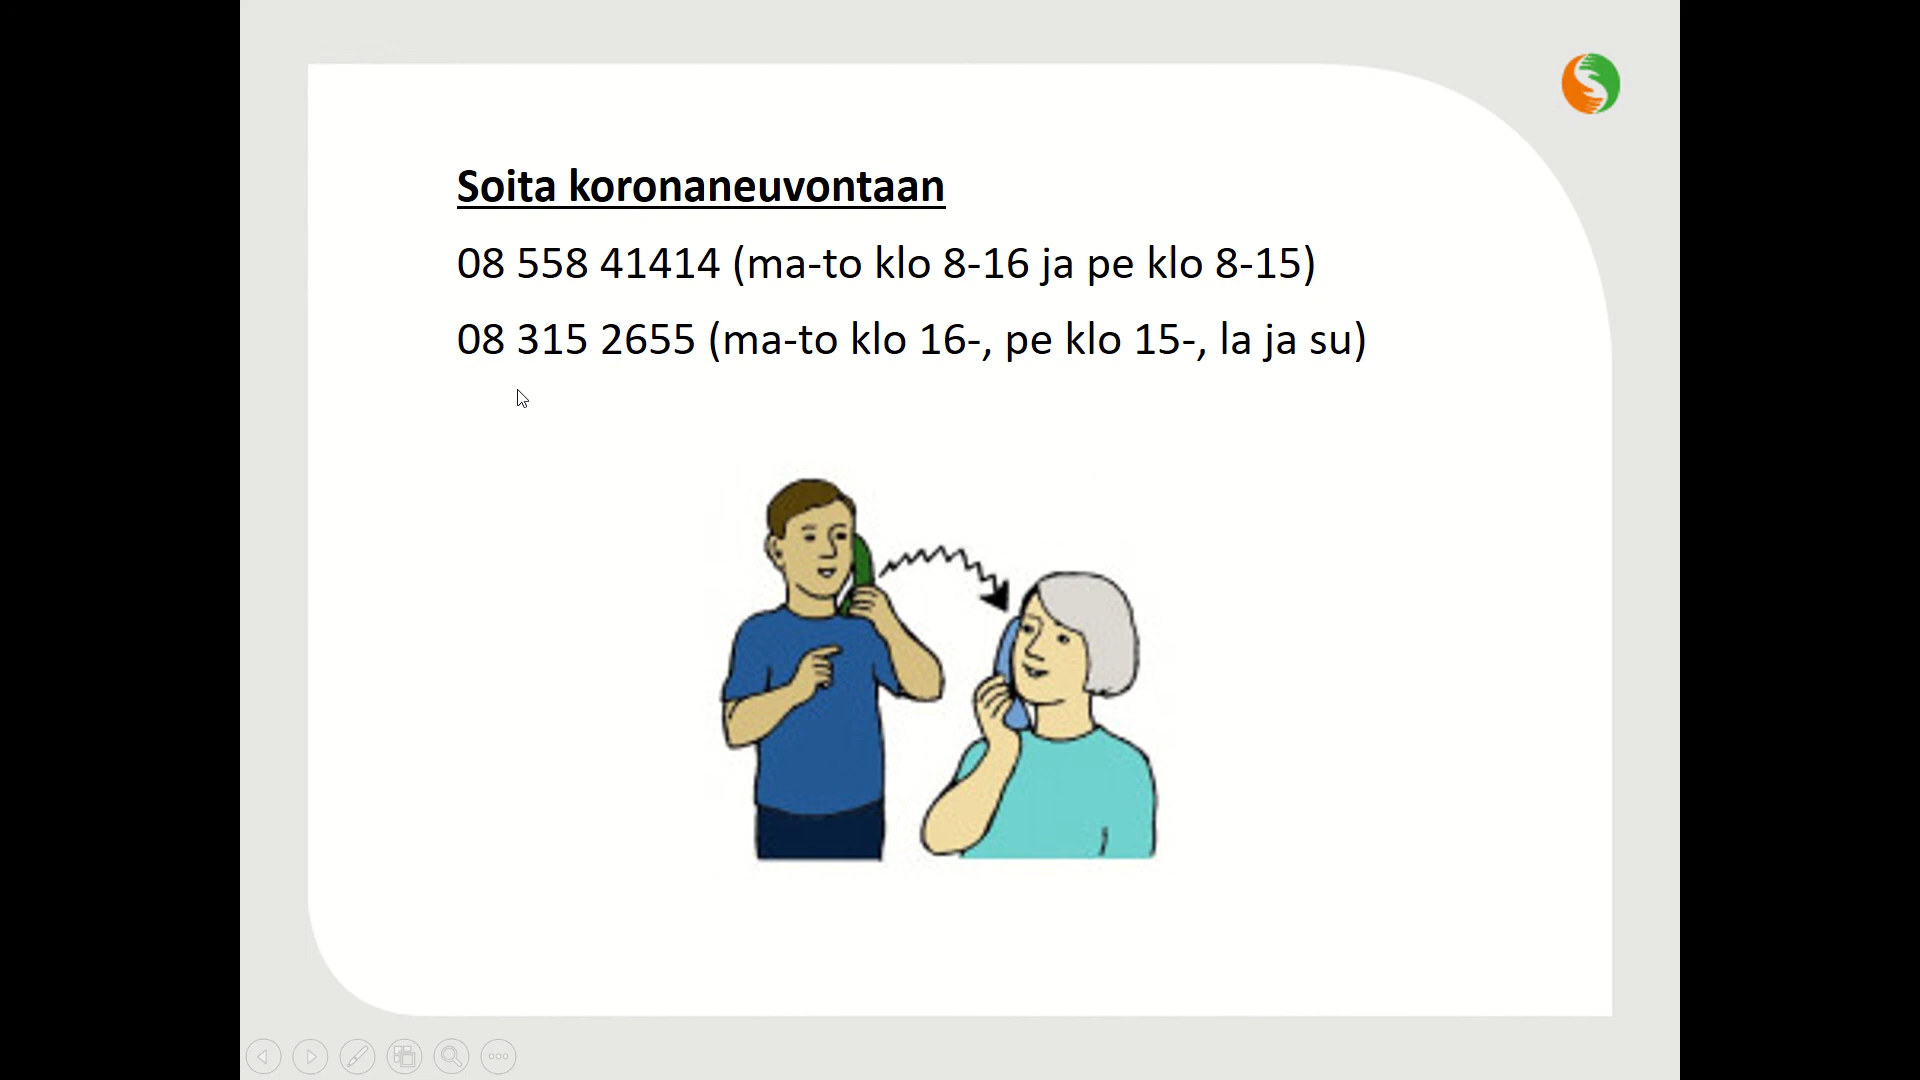 Soita koronaneuvontaan
08 558 41414 (ma-to klo 8-16 ja pe klo 8-15)
08 315 2655 (ma-to klo 16-, pe klo 15-, la ja su)